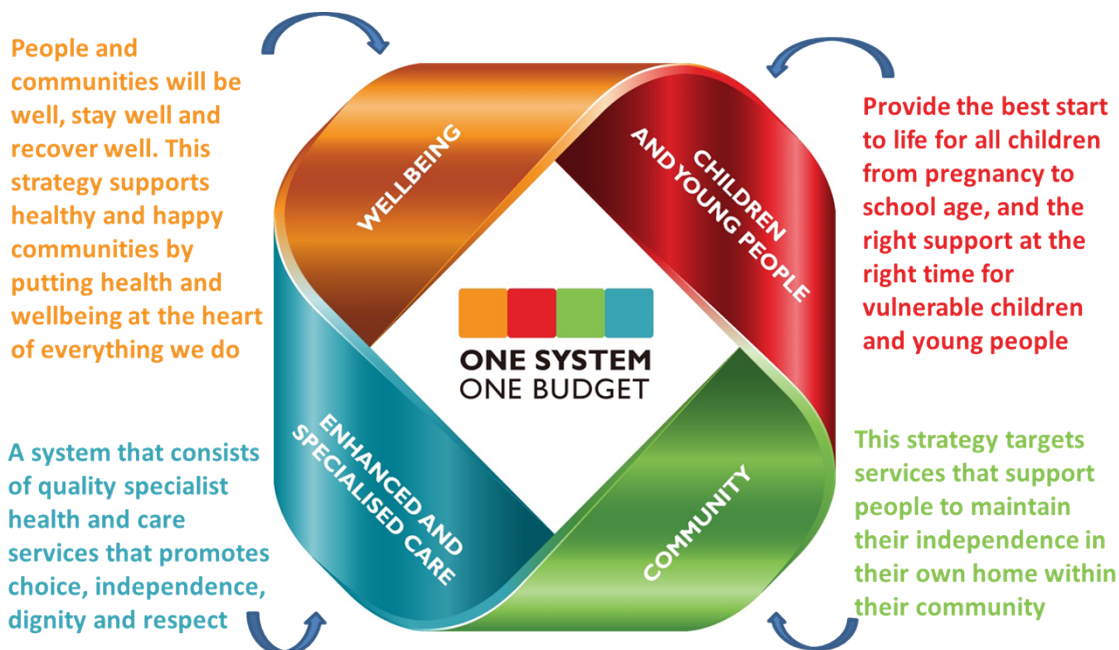 People and
communities will be
well, stay well and
recover well. This
strategy supports
healthy and happy
communities by
putting health and
wellbeing at the heart
of everything we do
WELLBEING
CHILDREN
AND YOUNG PEOPLE
Provide the best start
to life for all children
from pregnancy to
school age, and the
right support at the
right time for
vulnerable children
and young people
ONE SYSTEM
ONE BUDGET
A system that consists
of quality specialist
health and care
services that promotes
choice, independence,
dignity and respect
ENHANCED AND
SPECIALISED CARE
COMMUNITY
This strategy targets
services that support
people to maintain
their independence in
their own home within
their community